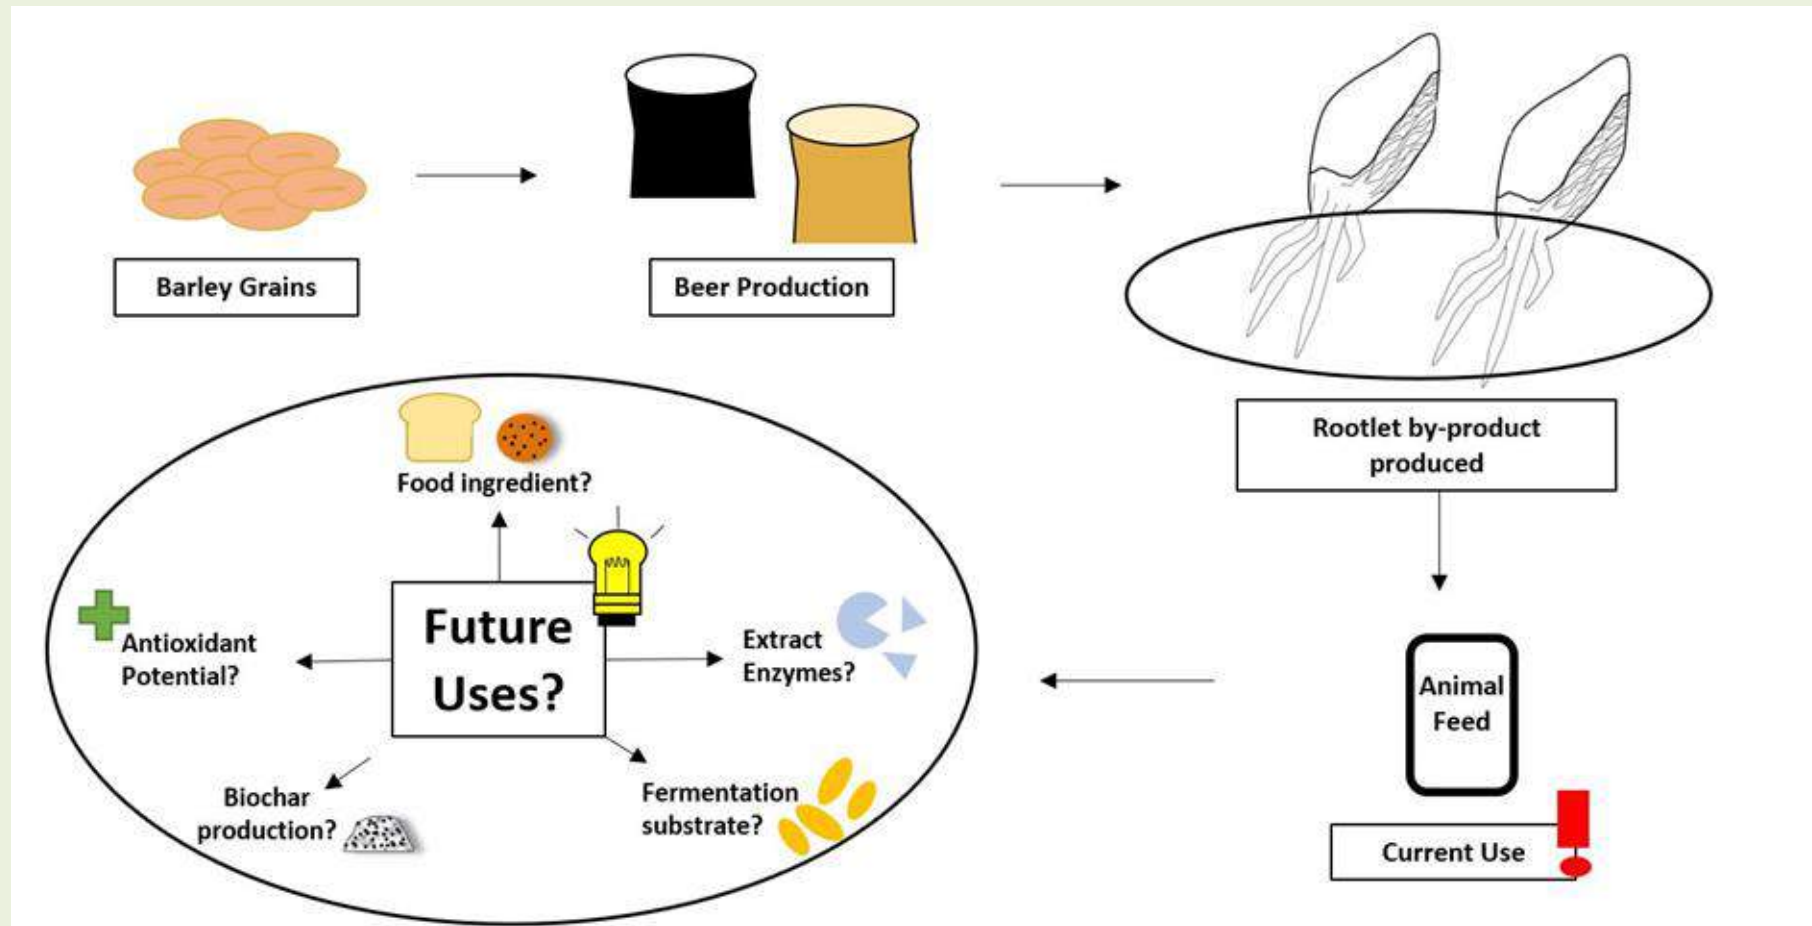 Barley Grains
Beer Production
Rootlet by-product
produced
Animal
Feed
Current Use
Food ingredient?
Future
Uses?
Antioxidant
Potential?
Extract
Enzymes?
Biochar
production?
Fermentation
substrate?